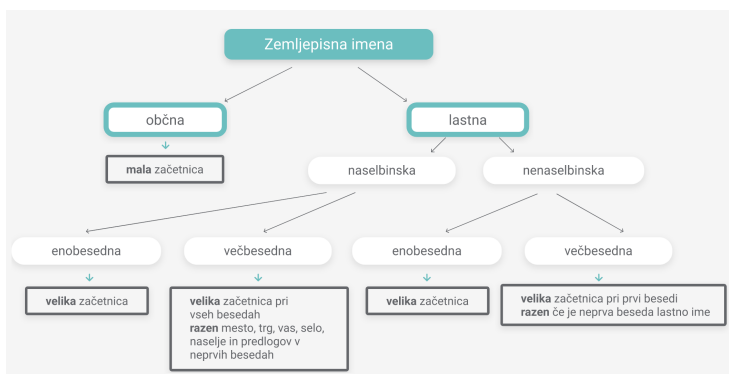 Zemljepisna imena
občna
lastna
mala začetnica
naselbinska
nenaselbinska
enobesedna
večbesedna
enobesedna
večbesedna
velika začetnica
velika začetnica pri
vseh besedah
razen mesto, trg, vas, selo,
naselje in predlogov v
neprvih besedah
velika začetnica
velika začetnica pri prvi besedi
razen če je neprva beseda lastno ime